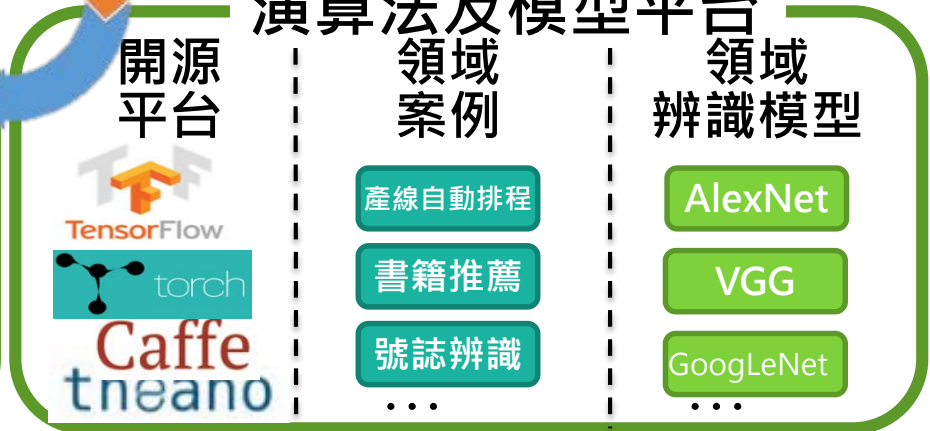 演算法及模型平台
開源
平台
TensorFlow
torch
Caffe
theano
領域
案例
產線自動排程
書籍推薦
號誌辨識
...
領域
辨識模型
AlexNet
VGG
GoogLeNet
...